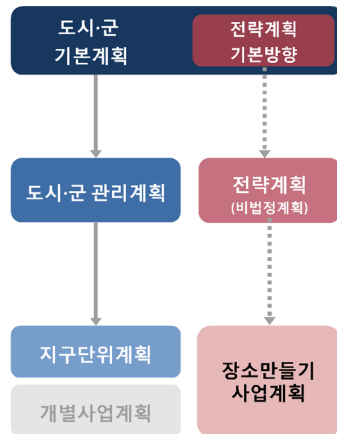 도시·군
기본계획
전략계획
기본방향
도시·군 관리계획
전략계획
(비법정계획)
지구단위계획
개별사업계획
장소만들기
사업계획